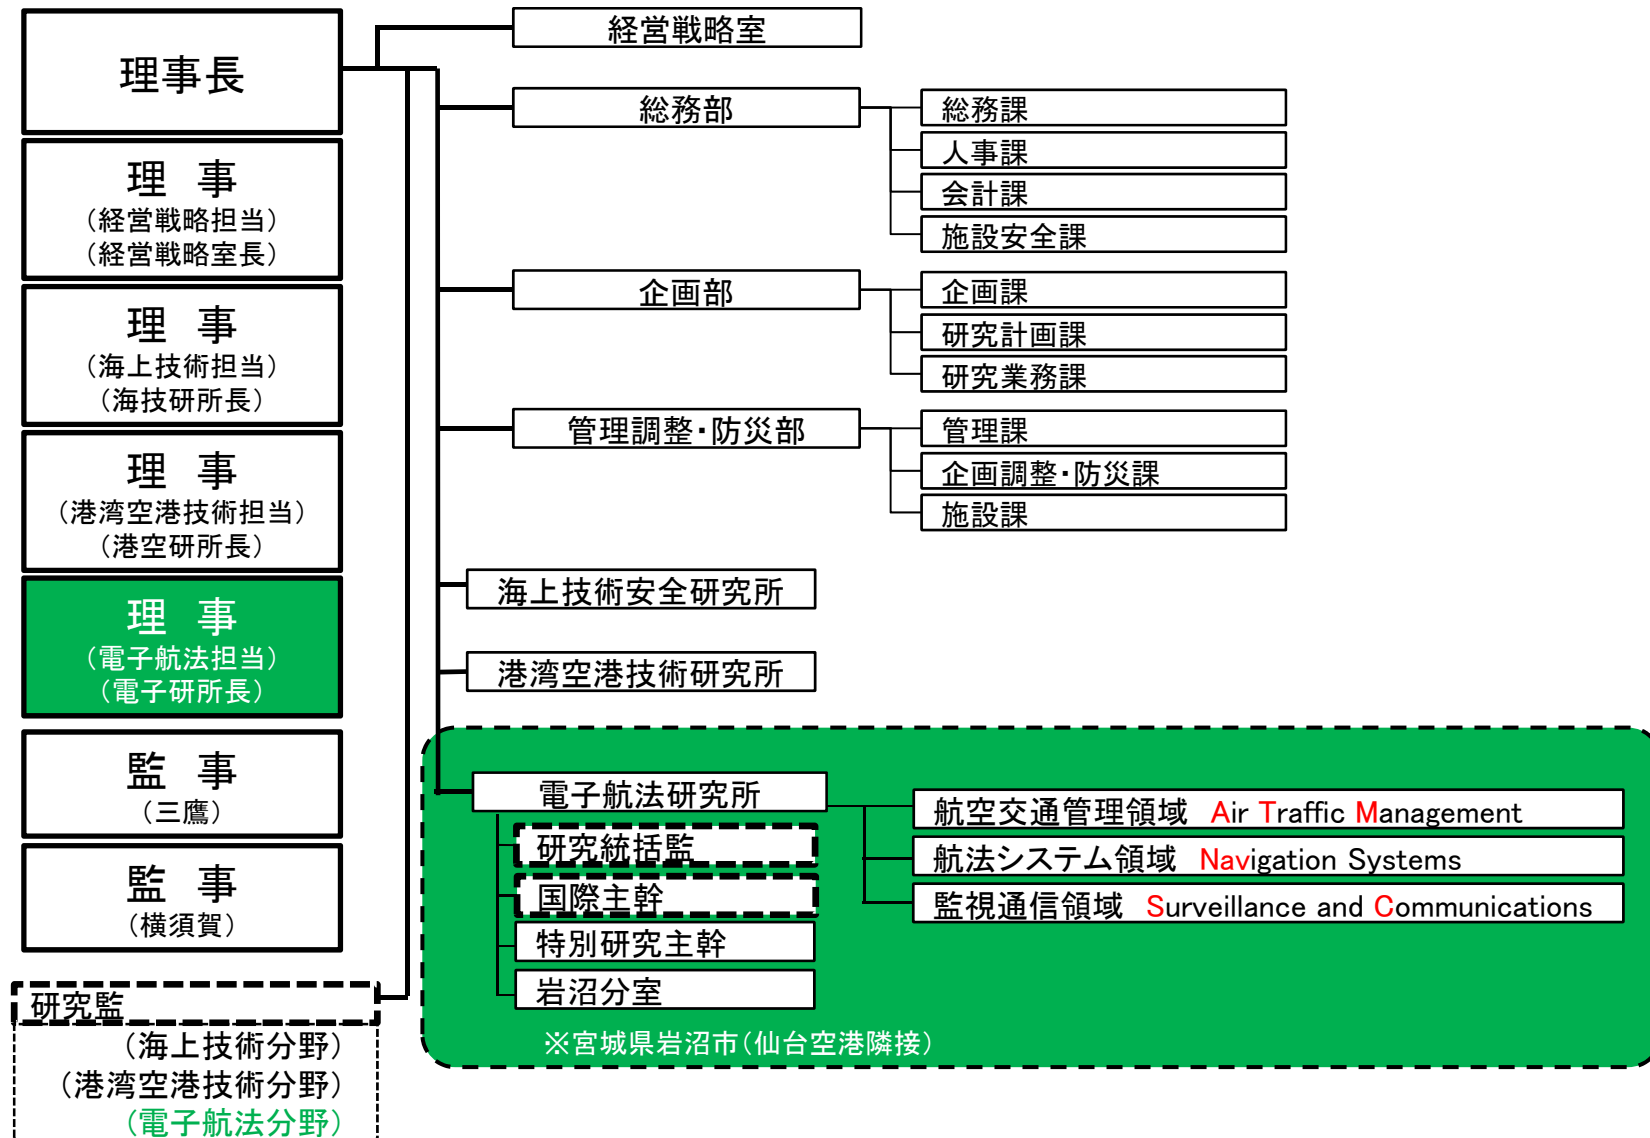 理事長
理　事
（経営戦略担当）
（経営戦略室長）
理　事
（海上技術担当）
（海技研所長）
理　事
（港湾空港技術担当）
（港空研所長）
理　事
（電子航法担当）
（電子研所長）
監　事
（三鷹）
監　事
（横須賀）
研究監
（海上技術分野）
（港湾空港技術分野）
（電子航法分野）
経営戦略室
総務部
総務課
人事課
会計課
施設安全課
企画部
企画課
研究計画課
研究業務課
管理調整・防災部
管理課
企画調整・防災課
施設課
海上技術安全研究所
港湾空港技術研究所
電子航法研究所
研究統括監
国際主幹
特別研究主幹
岩沼分室
※宮城県岩沼市（仙台空港隣接）
航空交通管理領域　Air Traffic Management
航法システム領域　Navigation Systems
監視通信領域　Surveillance and Communications